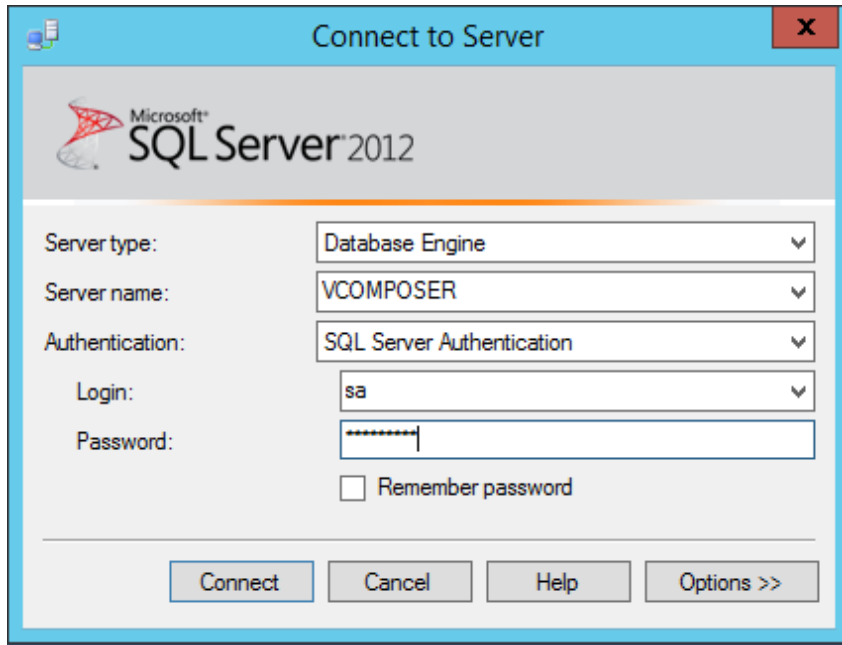 Connect to Server
X
Microsoft®
SQL Server® 2012
Server type: Database Engine
Server name: VCOMPOSER
Authentication: SQL Server Authentication
Login: sa
Password: *********
Remember password
Connect Cancel Help Options >>